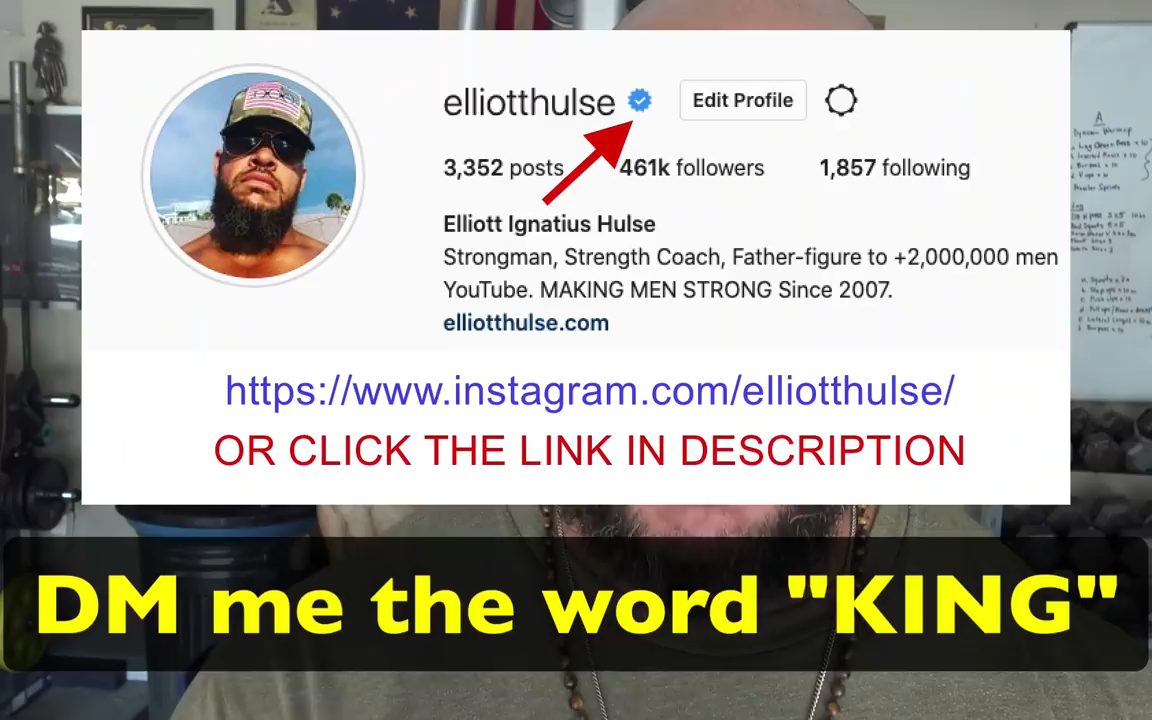 elliotthulse Edit Profile
3,352 posts 461k followers 1,857 following
Elliott Ignatius Hulse
Strongman, Strength Coach, Father-figure to +2,000,000 men
YouTube. MAKING MEN STRONG Since 2007.
elliotthulse.com
https://www.instagram.com/elliotthulse/
OR CLICK THE LINK IN DESCRIPTION
DM me the word "KING"
A
Dynamic Warmup